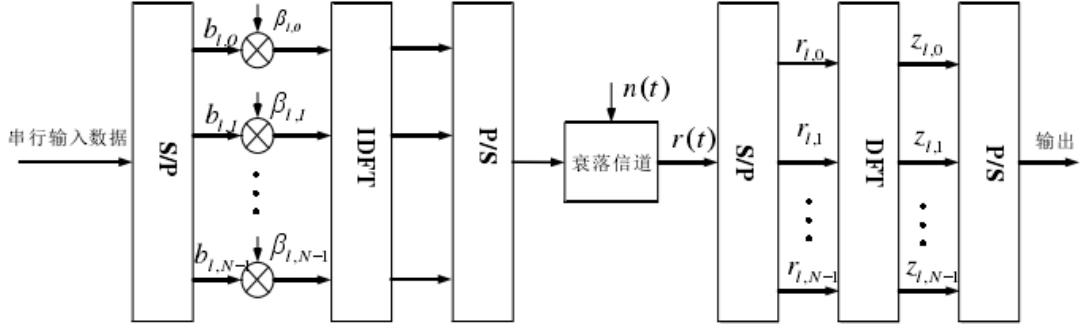 串行输入数据
S/P
b_{l,0}
β_{l,0}
b_{l,1}
β_{l,1}
b_{l,N-1}
β_{l,N-1}
IDFT
P/S
n(t)
衰落信道
r(t)
S/P
r_{l,0}
r_{l,1}
r_{l,N-1}
DFT
z_{l,0}
z_{l,1}
z_{l,N-1}
P/S
输出